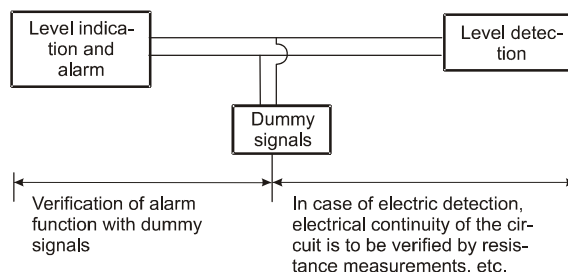 Level indica-
tion and
alarm
Level detec-
tion
Dummy
signals
Verification of alarm
function with dummy
signals
In case of electric detection,
electrical continuity of the cir-
cuit is to be verified by resis-
tance measurements, etc.